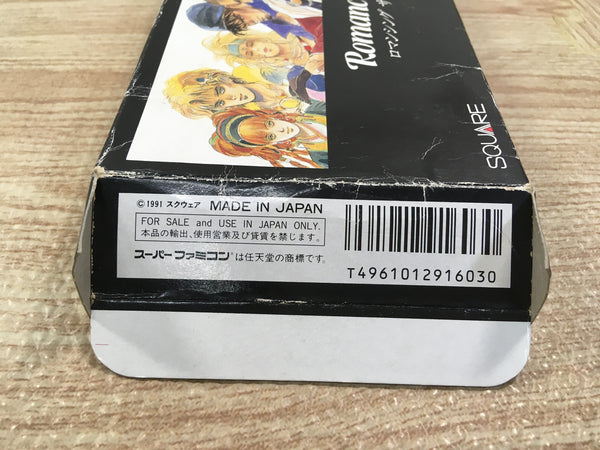 Romanc
ロマンシング サ
SQUARE
© 1991 スクウェア MADE IN JAPAN
FOR SALE and USE IN JAPAN ONLY.
本品の輸出、使用営業及び賃貸を禁じます。
スーパーファミコンは任天堂の商標です。
T4961012916030